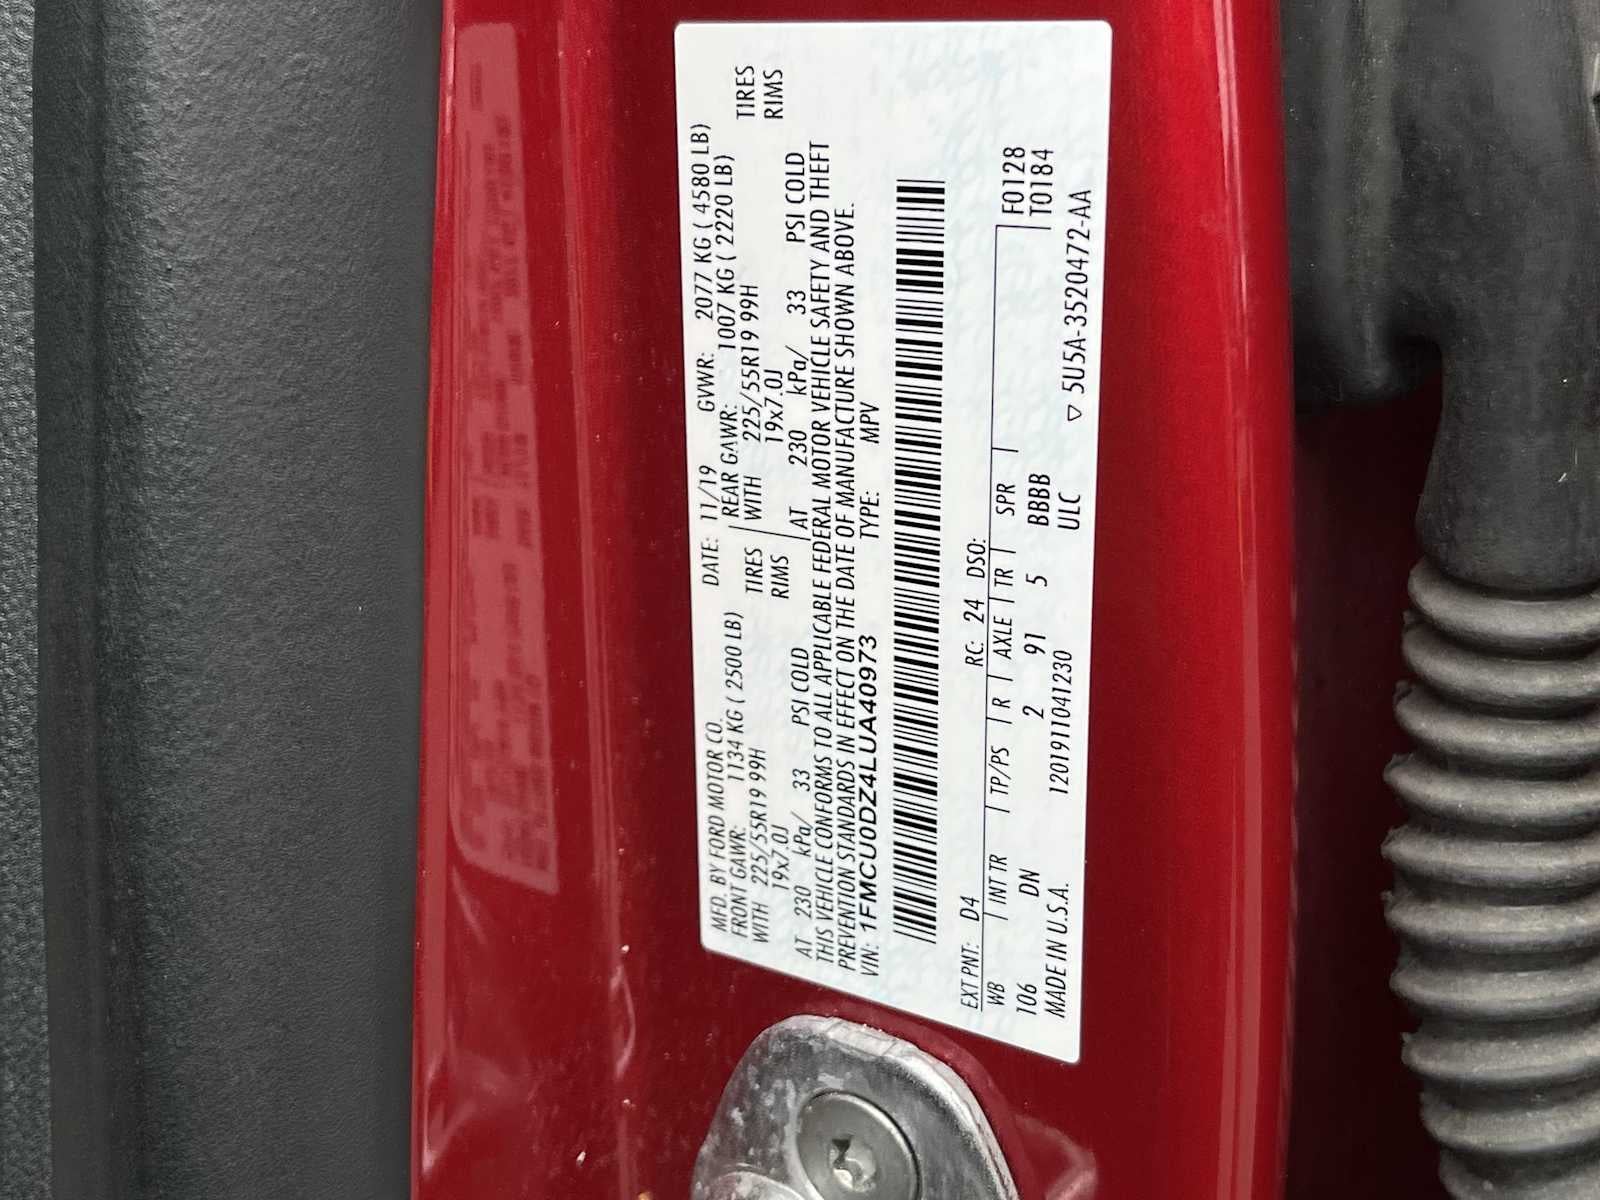 MFD. BY FORD MOTOR CO. DATE: 11/19 GVWR: 2077 KG ( 4580 LB)
FRONT GAWR: 1134 KG ( 2500 LB) REAR GAWR: 1007 KG ( 2220 LB)
WITH 225/55R19 99H TIRES WITH 225/55R19 99H TIRES
19x7.0J RIMS 19x7.0J RIMS
AT 230 kPa/ 33 PSI COLD AT 230 kPa/ 33 PSI COLD
THIS VEHICLE CONFORMS TO ALL APPLICABLE FEDERAL MOTOR VEHICLE SAFETY AND THEFT
PREVENTION STANDARDS IN EFFECT ON THE DATE OF MANUFACTURE SHOWN ABOVE.
VIN: 1FMCU0DZ4LUA40973 TYPE: MPV
EXT PNT: D4 RC: 24 DSO: F0128
WB INT TR TP/PS R AXLE TR SPR T0184
106 DN 2 91 5 BBBB
MADE IN U.S.A. 1201911041230 ULC ▽ 5U5A-3520472-AA